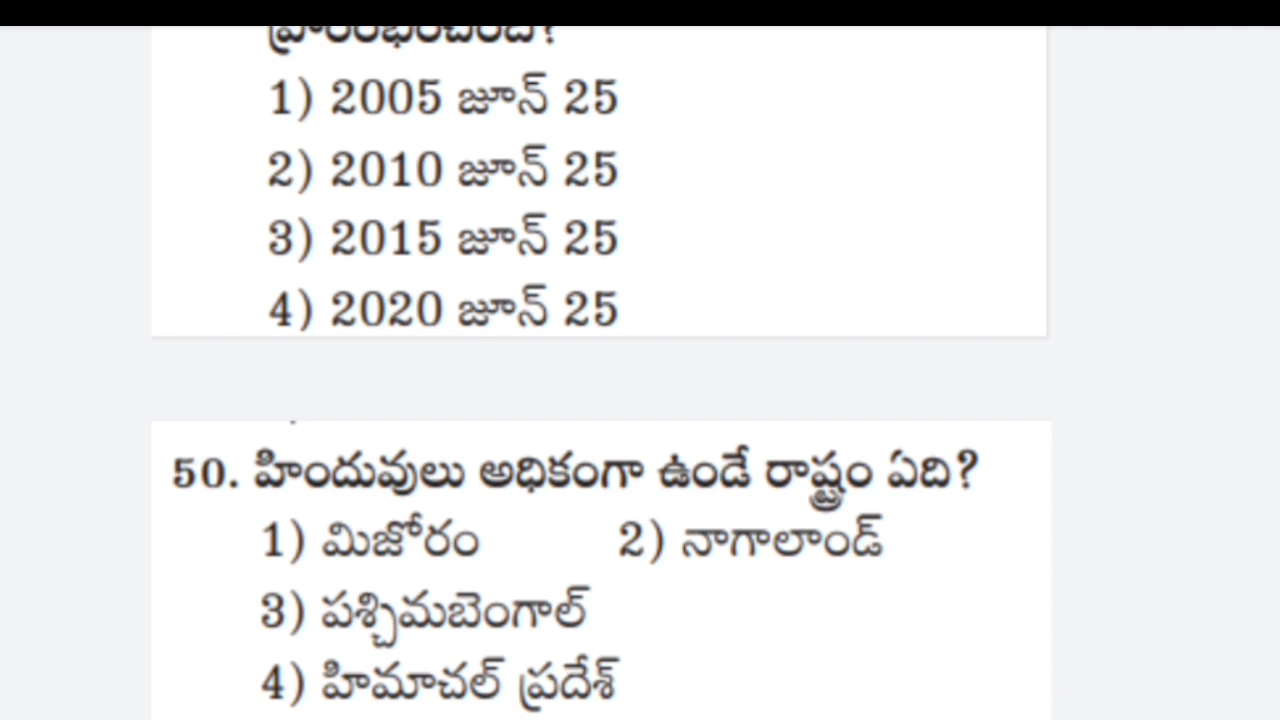 ప్రారంభించింది?
1) 2005 జూన్ 25
2) 2010 జూన్ 25
3) 2015 జూన్ 25
4) 2020 జూన్ 25
50. హిందువులు అధికంగా ఉండే రాష్ట్రం ఏది?
1) మిజోరం 2) నాగాలాండ్
3) పశ్చిమబెంగాల్
4) హిమాచల్ ప్రదేశ్